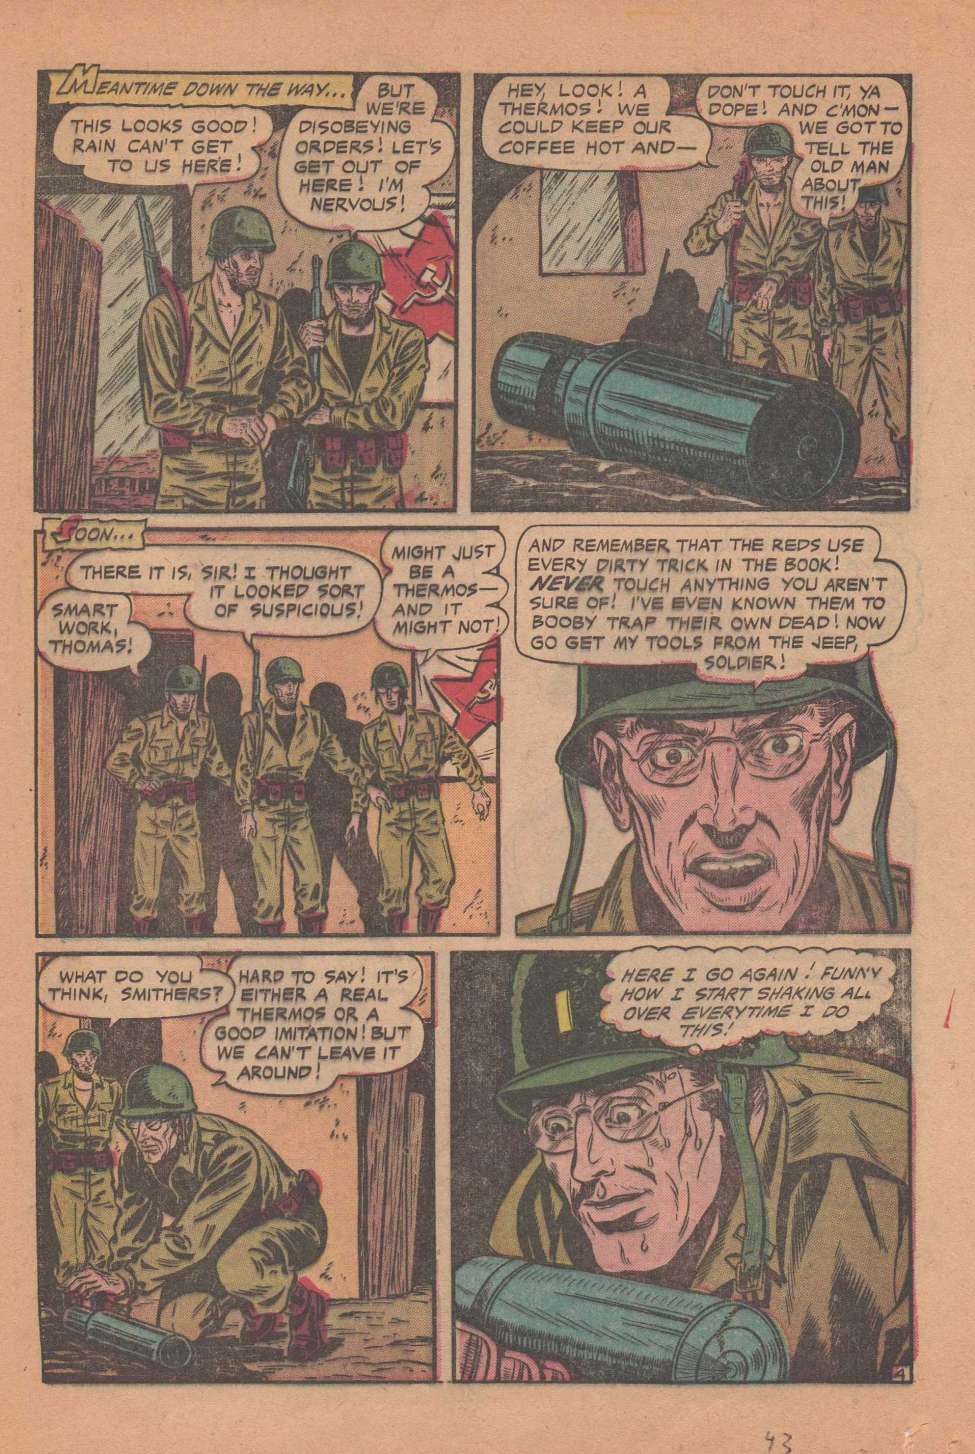 MEANTIME DOWN THE WAY...
THIS LOOKS GOOD!
RAIN CAN'T GET
TO US HERE!
BUT
WE'RE
DISOBEYING
ORDERS! LET'S
GET OUT OF
HERE! I'M
NERVOUS!
HEY, LOOK! A
THERMOS! WE
COULD KEEP OUR
COFFEE HOT AND—
DON'T TOUCH IT, YA
DOPE! AND C'MON—
WE GOT TO
TELL THE
OLD MAN
ABOUT
THIS!
SOON...
SMART
WORK,
THOMAS!
THERE IT IS, SIR! I THOUGHT
IT LOOKED SORT
OF SUSPICIOUS!
MIGHT JUST
BE A
THERMOS—
AND IT
MIGHT NOT!
AND REMEMBER THAT THE REDS USE
EVERY DIRTY TRICK IN THE BOOK!
NEVER TOUCH ANYTHING YOU AREN'T
SURE OF! I'VE EVEN KNOWN THEM TO
BOOBY TRAP THEIR OWN DEAD! NOW
GO GET MY TOOLS FROM THE JEEP,
SOLDIER!
WHAT DO YOU
THINK, SMITHERS?
HARD TO SAY! IT'S
EITHER A REAL
THERMOS OR A
GOOD IMITATION! BUT
WE CAN'T LEAVE IT
AROUND!
HERE I GO AGAIN! FUNNY
HOW I START SHAKING ALL
OVER EVERYTIME I DO
THIS!
4
43